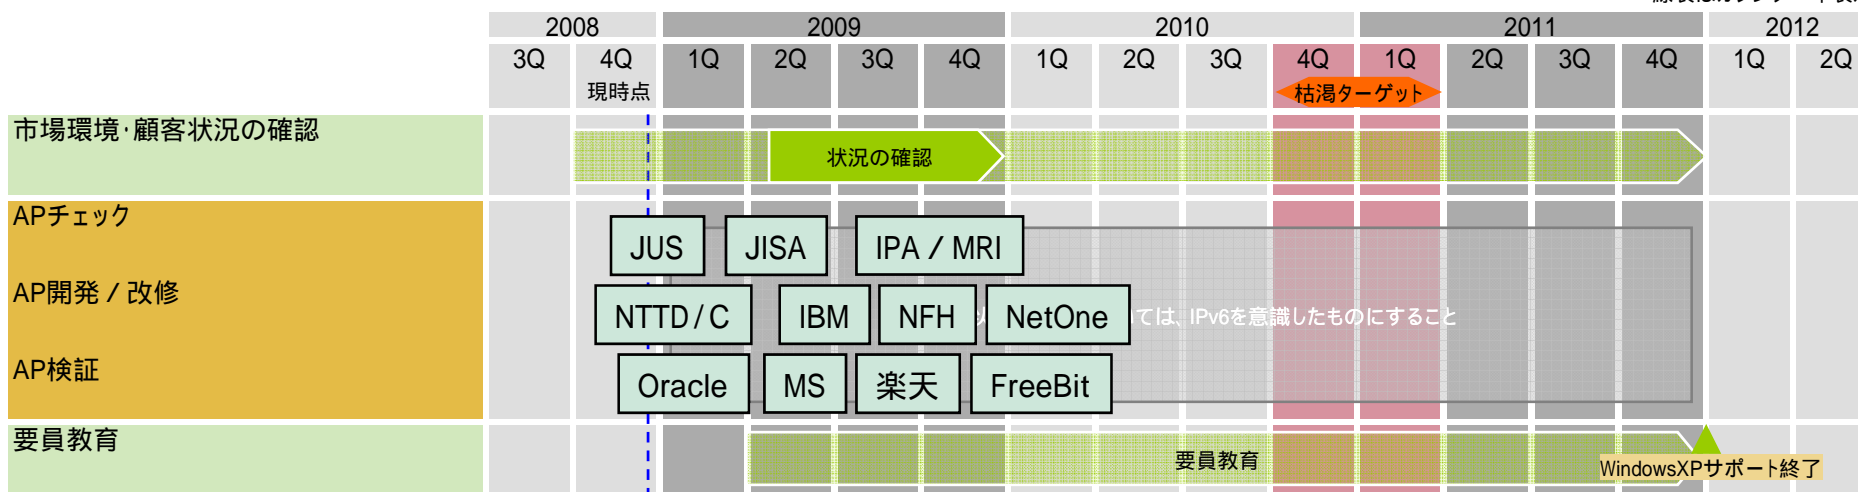 2008 2009 2010 2011 2012
3Q 4Q 1Q 2Q 3Q 4Q 1Q 2Q 3Q 4Q 1Q 2Q 3Q 4Q 1Q 2Q
現時点
枯渇ターゲット
市場環境・顧客状況の確認
状況の確認
APチェック
JUS JISA IPA / MRI
AP開発 / 改修
NTTD / C IBM NFH NetOne
ては、IPv6を意識したものにすること
AP検証
Oracle MS 楽天 FreeBit
要員教育
要員教育
WindowsXPサポート終了